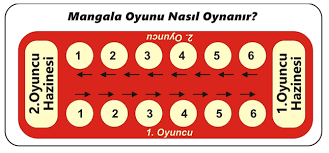 Mangala Oyunu Nasıl Oynanır?
2. Oyuncu
2.Oyuncu
Hazinesi
1 2 3 4 5 6
1 2 3 4 5 6
1.Oyuncu
Hazinesi
1. Oyuncu